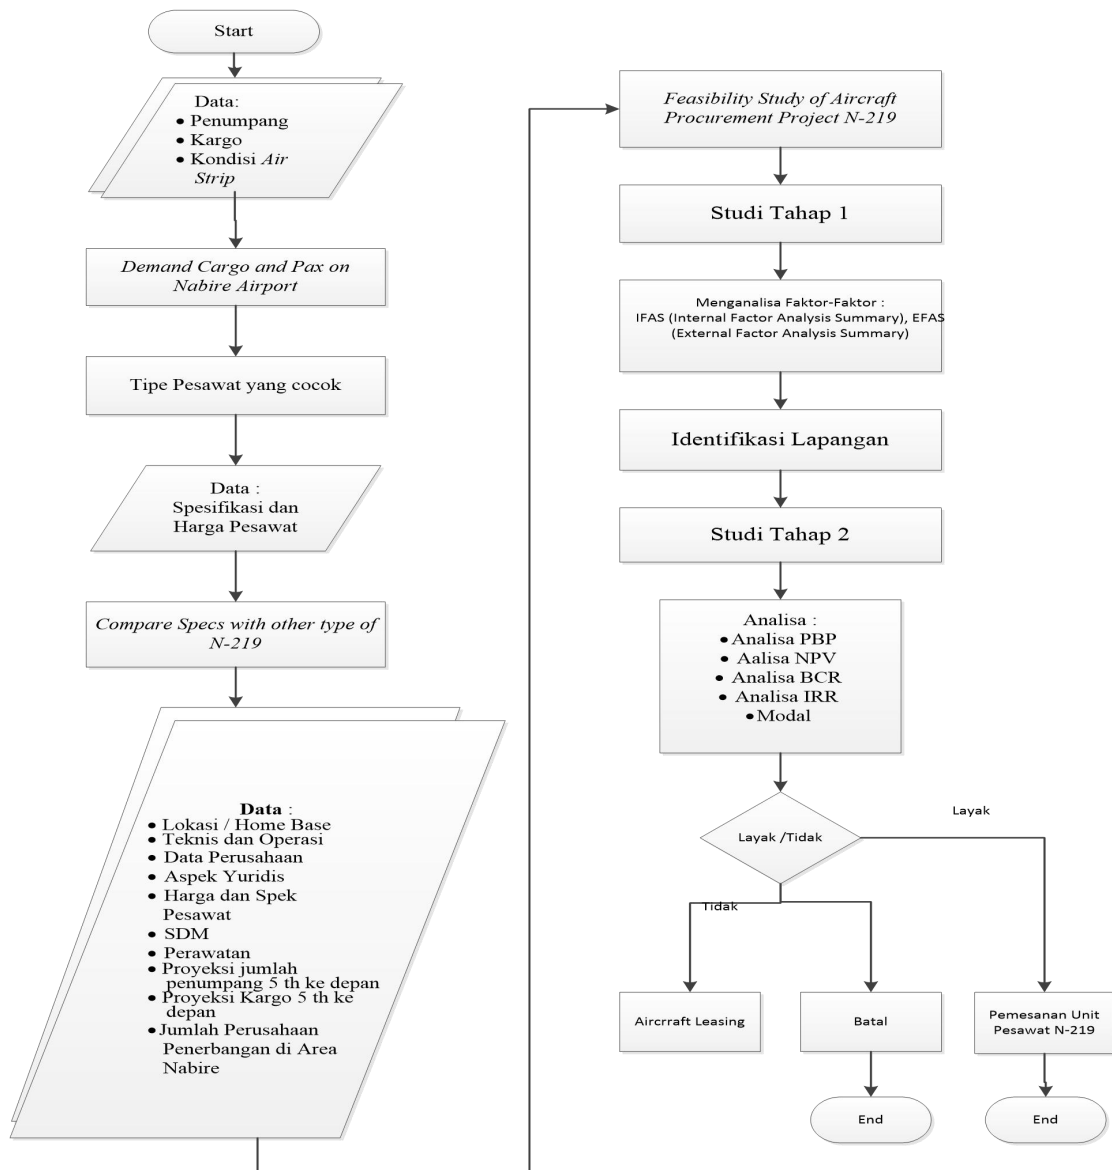 Start
Data:
• Penumpang
• Kargo
• Kondisi Air
Strip
Demand Cargo and Pax on
Nabire Airport
Tipe Pesawat yang cocok
Data :
Spesifikasi dan
Harga Pesawat
Compare Specs with other type of
N-219
Data :
• Lokasi / Home Base
• Teknis dan Operasi
• Data Perusahaan
• Aspek Yuridis
• Harga dan Spek
Pesawat
• SDM
• Perawatan
• Proyeksi jumlah
penumpang 5 th ke depan
• Proyeksi Kargo 5 th ke
depan
• Jumlah Perusahaan
Penerbangan di Area
Nabire
Feasibility Study of Aircraft
Procurement Project N-219
Studi Tahap 1
Menganalisa Faktor-Faktor :
IFAS (Internal Factor Analysis Summary), EFAS
(External Factor Analysis Summary)
Identifikasi Lapangan
Studi Tahap 2
Analisa :
• Analisa PBP
• Aalisa NPV
• Analisa BCR
• Analisa IRR
• Modal
Layak /Tidak
Layak
Tidak
Aircrraft Leasing
Batal
Pemesanan Unit
Pesawat N-219
End
End